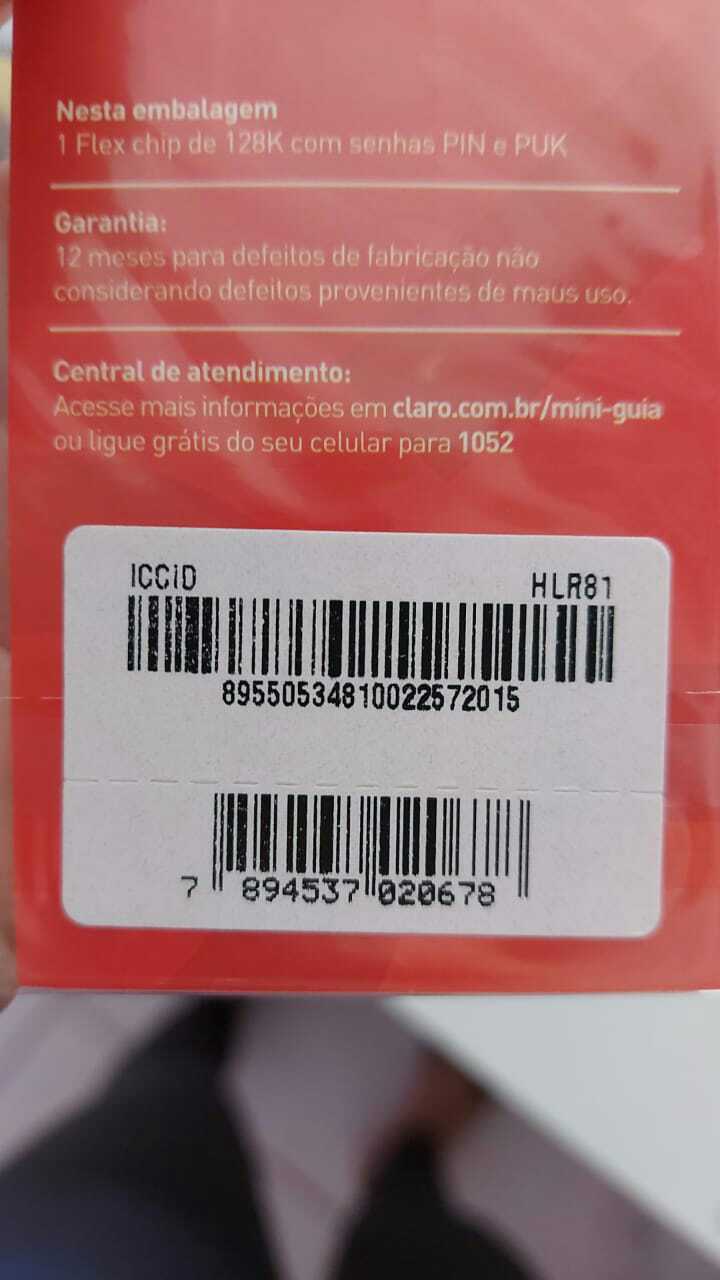 Nesta embalagem
1 Flex chip de 128K com senhas PIN e PUK
Garantia:
12 meses para defeitos de fabricação não
considerando defeitos provenientes de maus uso.
Central de atendimento:
Acesse mais informações em claro.com.br/mini-guia
ou ligue grátis do seu celular para 1052
ICCID HLR81
89550534810022572015
7 894537 020678